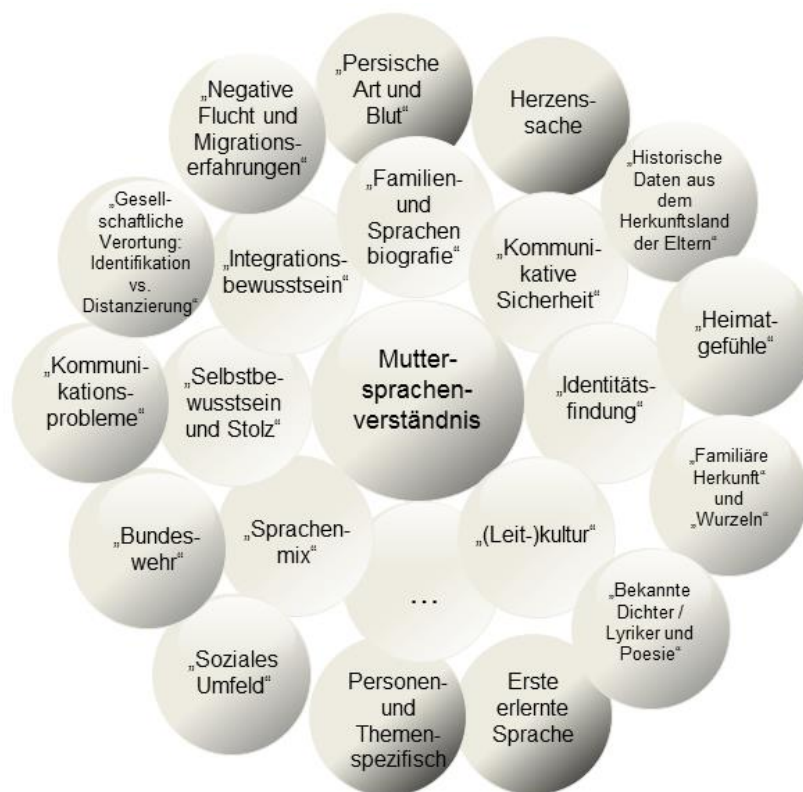 „Persische
Art und
Blut“
„Negative
Flucht und
Migrations-
erfahrungen“
Herzens-
sache
„Historische
Daten aus
dem
Herkunftsland
der Eltern“
„Familien-
und
Sprachen
biografie“
„Gesell-
schaftliche
Verortung:
Identifikation
vs.
Distanzierung“
„Integrations-
bewusstsein“
„Kommuni-
kative
Sicherheit“
„Heimat-
gefühle“
„Kommuni-
kations-
probleme“
„Selbstbe-
wusstsein
und Stolz“
Mutter-
sprachen-
verständnis
„Identitäts-
findung“
„Familiäre
Herkunft“
und
„Wurzeln“
„Bundes-
wehr“
„Sprachen-
mix“
„(Leit-)kultur“
…
„Bekannte
Dichter /
Lyriker und
Poesie“
„Soziales
Umfeld“
Personen-
und
Themen-
spezifisch
Erste
erlernte
Sprache